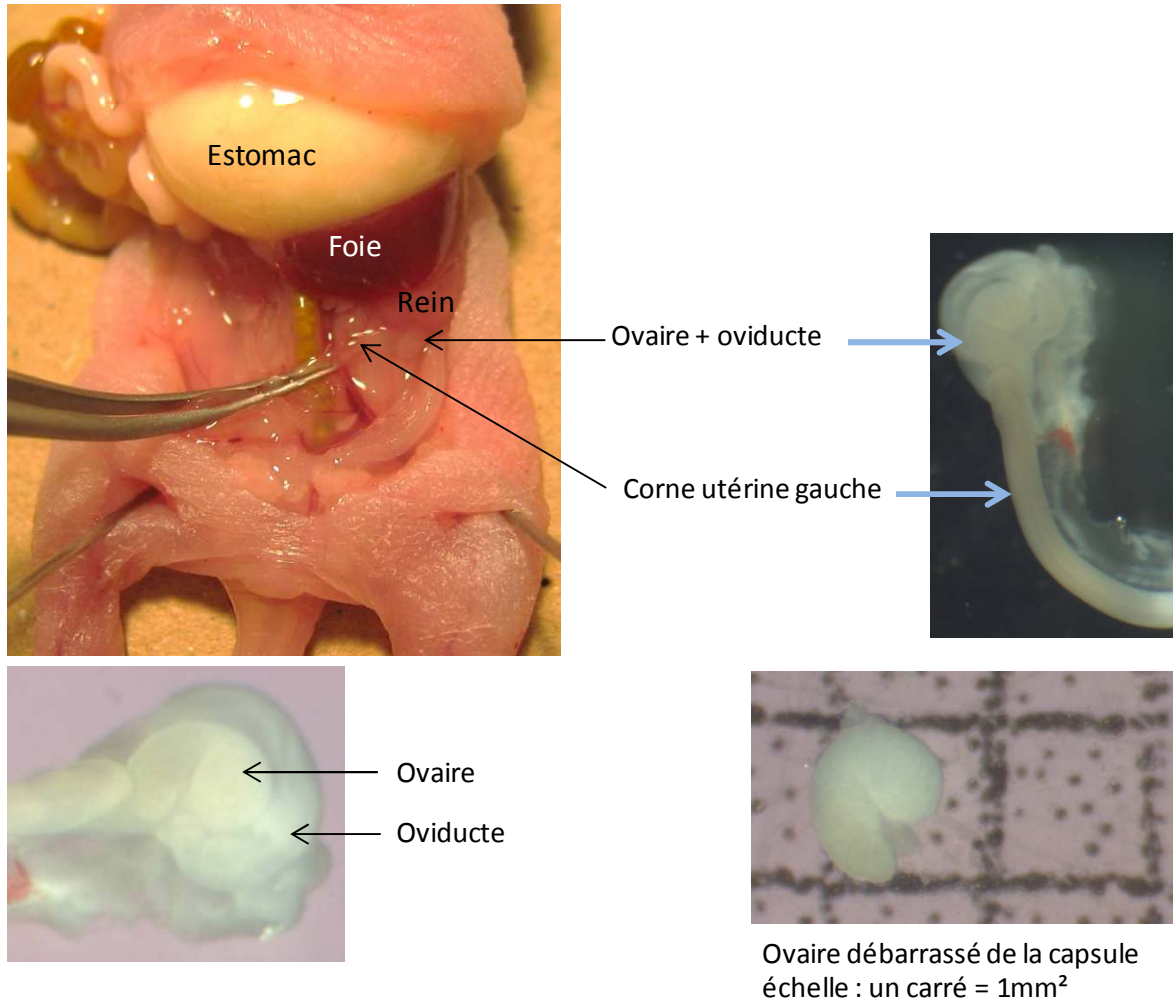 Estomac
Foie
Rein
Ovaire + oviducte
Corne utérine gauche
Ovaire
Oviducte
Ovaire débarrassé de la capsule
échelle : un carré = 1mm²